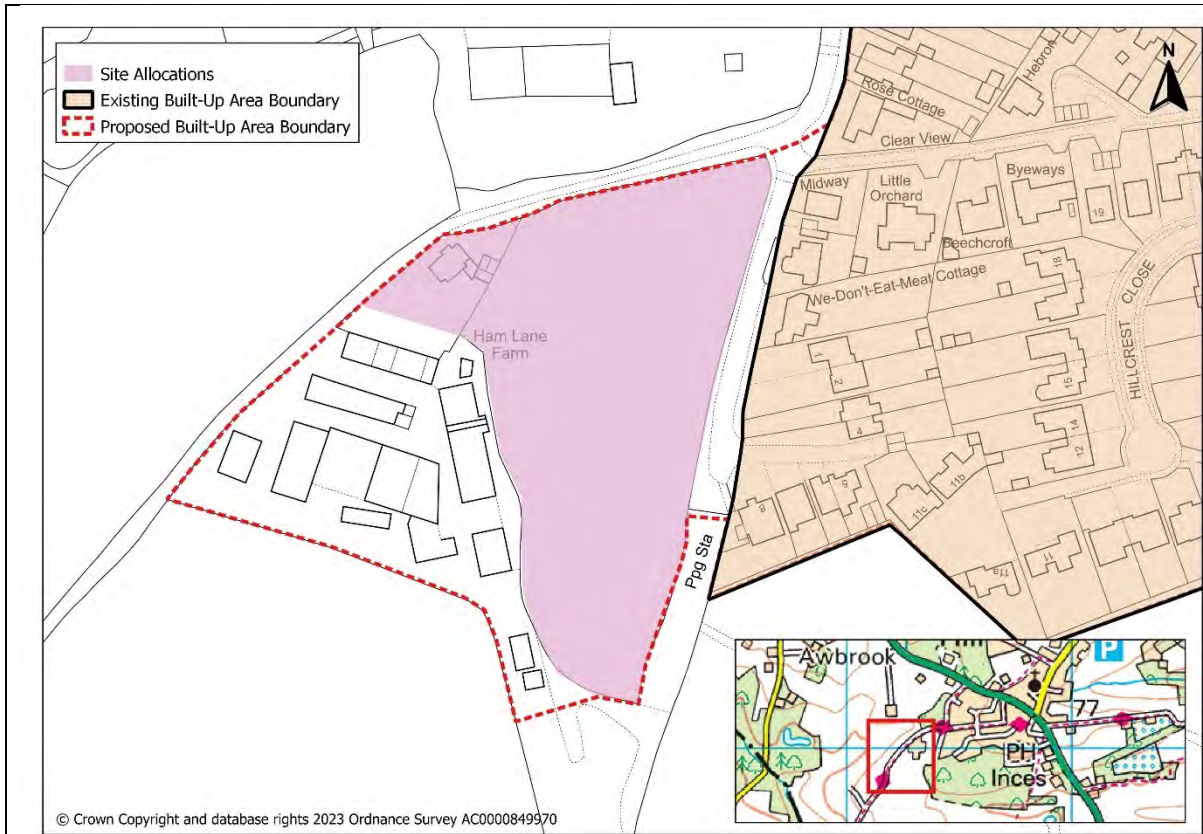 Site Allocations
Existing Built-Up Area Boundary
Proposed Built-Up Area Boundary
N
Hebron
Rose Cottage
Clear View
Midway
Little
Orchard
Byeways
19
Beechcroft
We-Don't-Eat-Meat Cottage
18
HILLCREST CLOSE
Ham Lane
Farm
1
2
15
4
14
12
5
8
11b
11c
11
11a
Ppg Sta
Awbrook
P
77
PH
Inces
© Crown Copyright and database rights 2023 Ordnance Survey AC0000849970